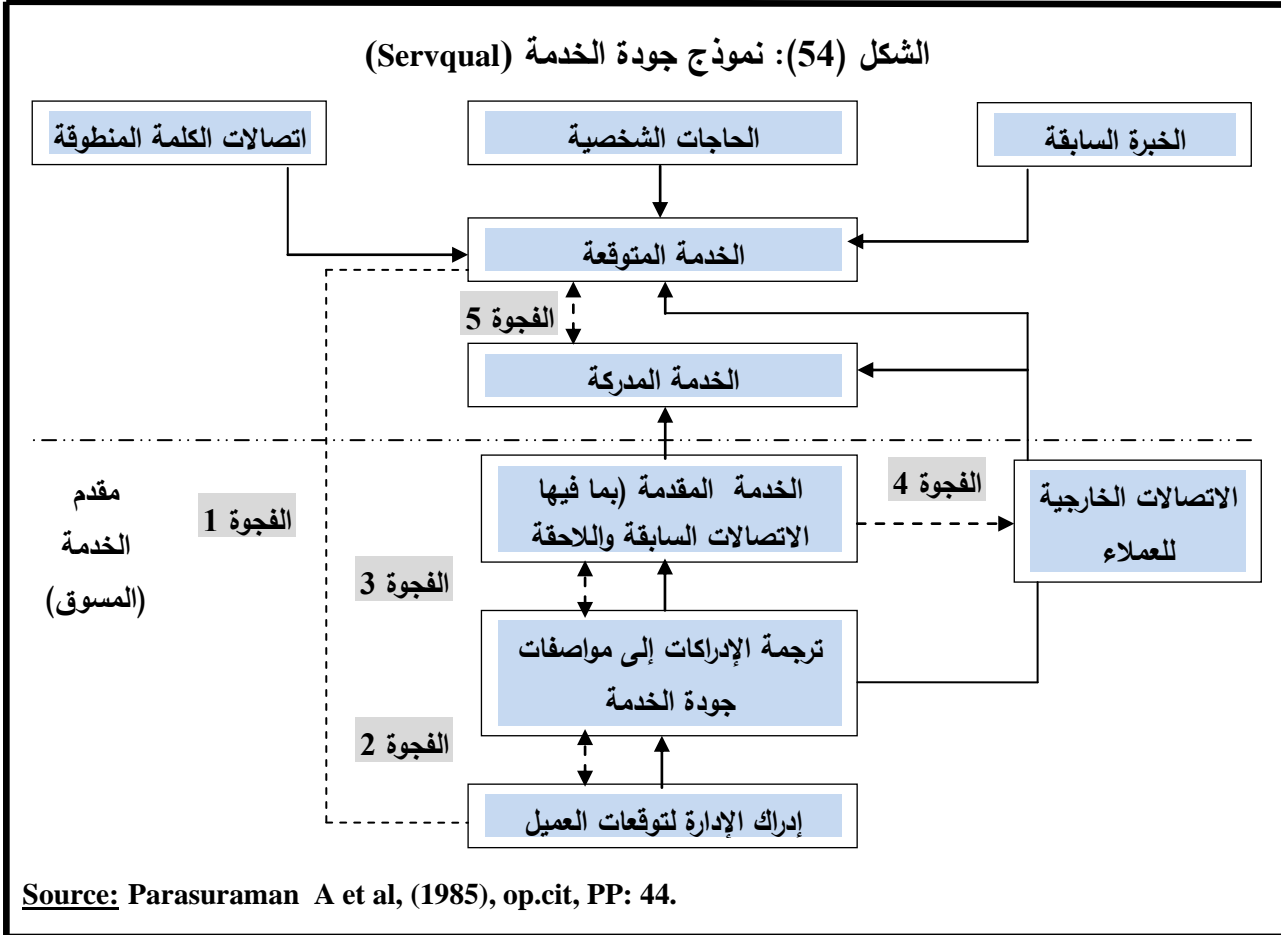 الشكل (54): نموذج جودة الخدمة (Servqual)
الخبرة السابقة
الحاجات الشخصية
اتصالات الكلمة المنطوقة
الخدمة المتوقعة
الفجوة 5
الخدمة المدركة
الخدمة المقدمة (بما فيها
الاتصالات السابقة واللاحقة
الفجوة 4
الاتصالات الخارجية
للعملاء
الفجوة 1
مقدم
الخدمة
(المسوق)
الفجوة 3
ترجمة الإدراكات إلى مواصفات
جودة الخدمة
الفجوة 2
إدراك الإدارة لتوقعات العميل
Source: Parasuraman A et al, (1985), op.cit, PP: 44.